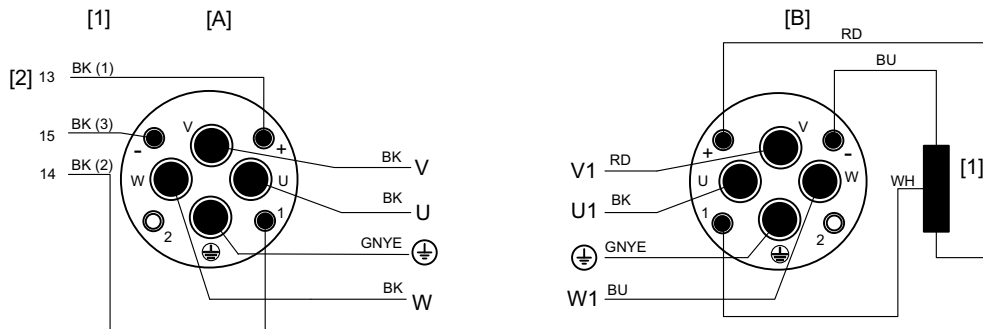 [1] [A] [B]
RD
[2] 13 BK (1) BU
15 BK (3) V + + -
- BK V V1 RD
14 BK (2) W U U W WH [1]
BK U U1 BK
2 1 1 2
GNYE GNYE
BK W W1 BU